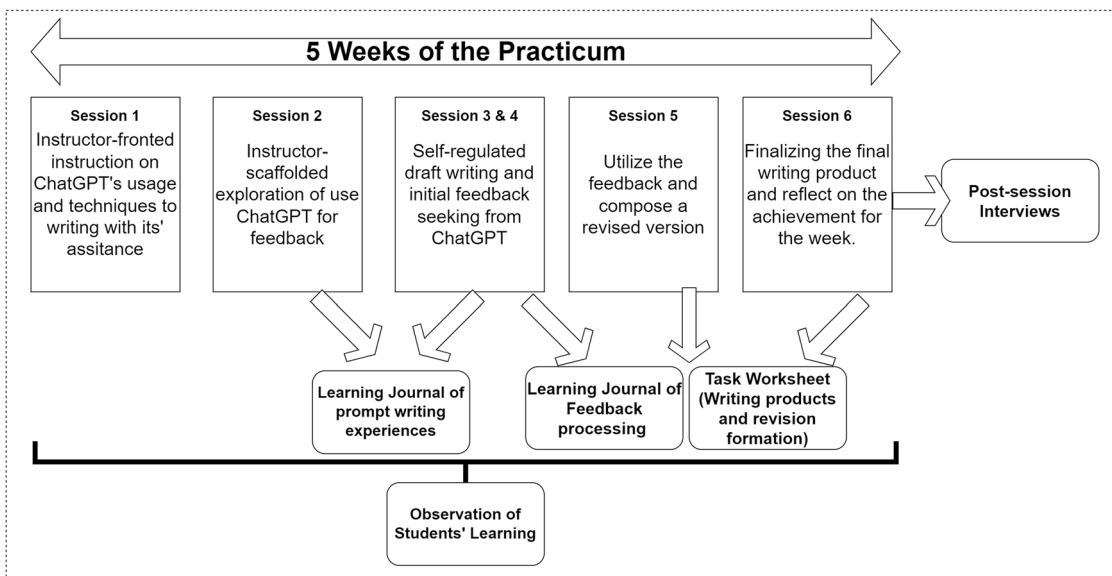 5 Weeks of the Practicum
Session 1
Instructor-fronted
instruction on
ChatGPT's usage
and techniques to
writing with its'
assitance
Session 2
Instructor-
scaffolded
exploration of use
ChatGPT for
feedback
Session 3 & 4
Self-regulated
draft writing and
initial feedback
seeking from
ChatGPT
Session 5
Utilize the
feedback and
compose a
revised version
Session 6
Finalizing the final
writing product
and reflect on the
achievement for
the week.
Post-session
Interviews
Learning Journal of
prompt writing
experiences
Learning Journal of
Feedback
processing
Task Worksheet
(Writing products
and revision
formation)
Observation of
Students' Learning